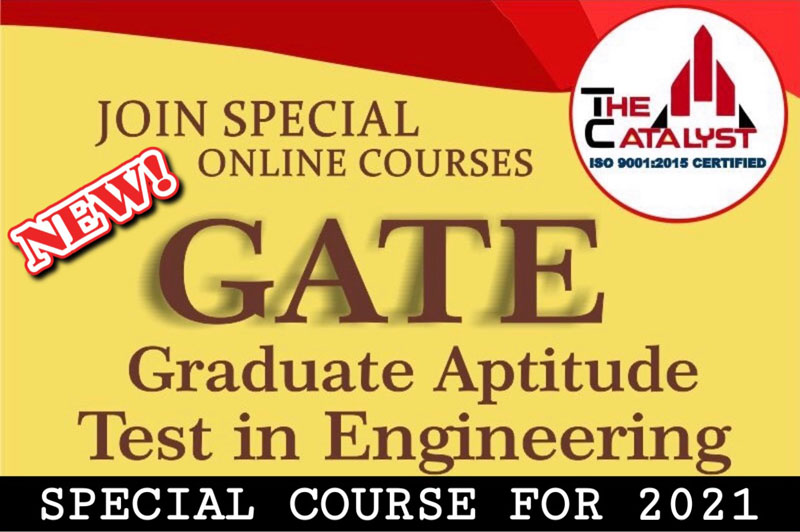 JOIN SPECIAL
ONLINE COURSES
NEW!
THE
CATALYST
ISO 9001:2015 CERTIFIED
GATE
Graduate Aptitude
Test in Engineering
SPECIAL COURSE FOR 2021